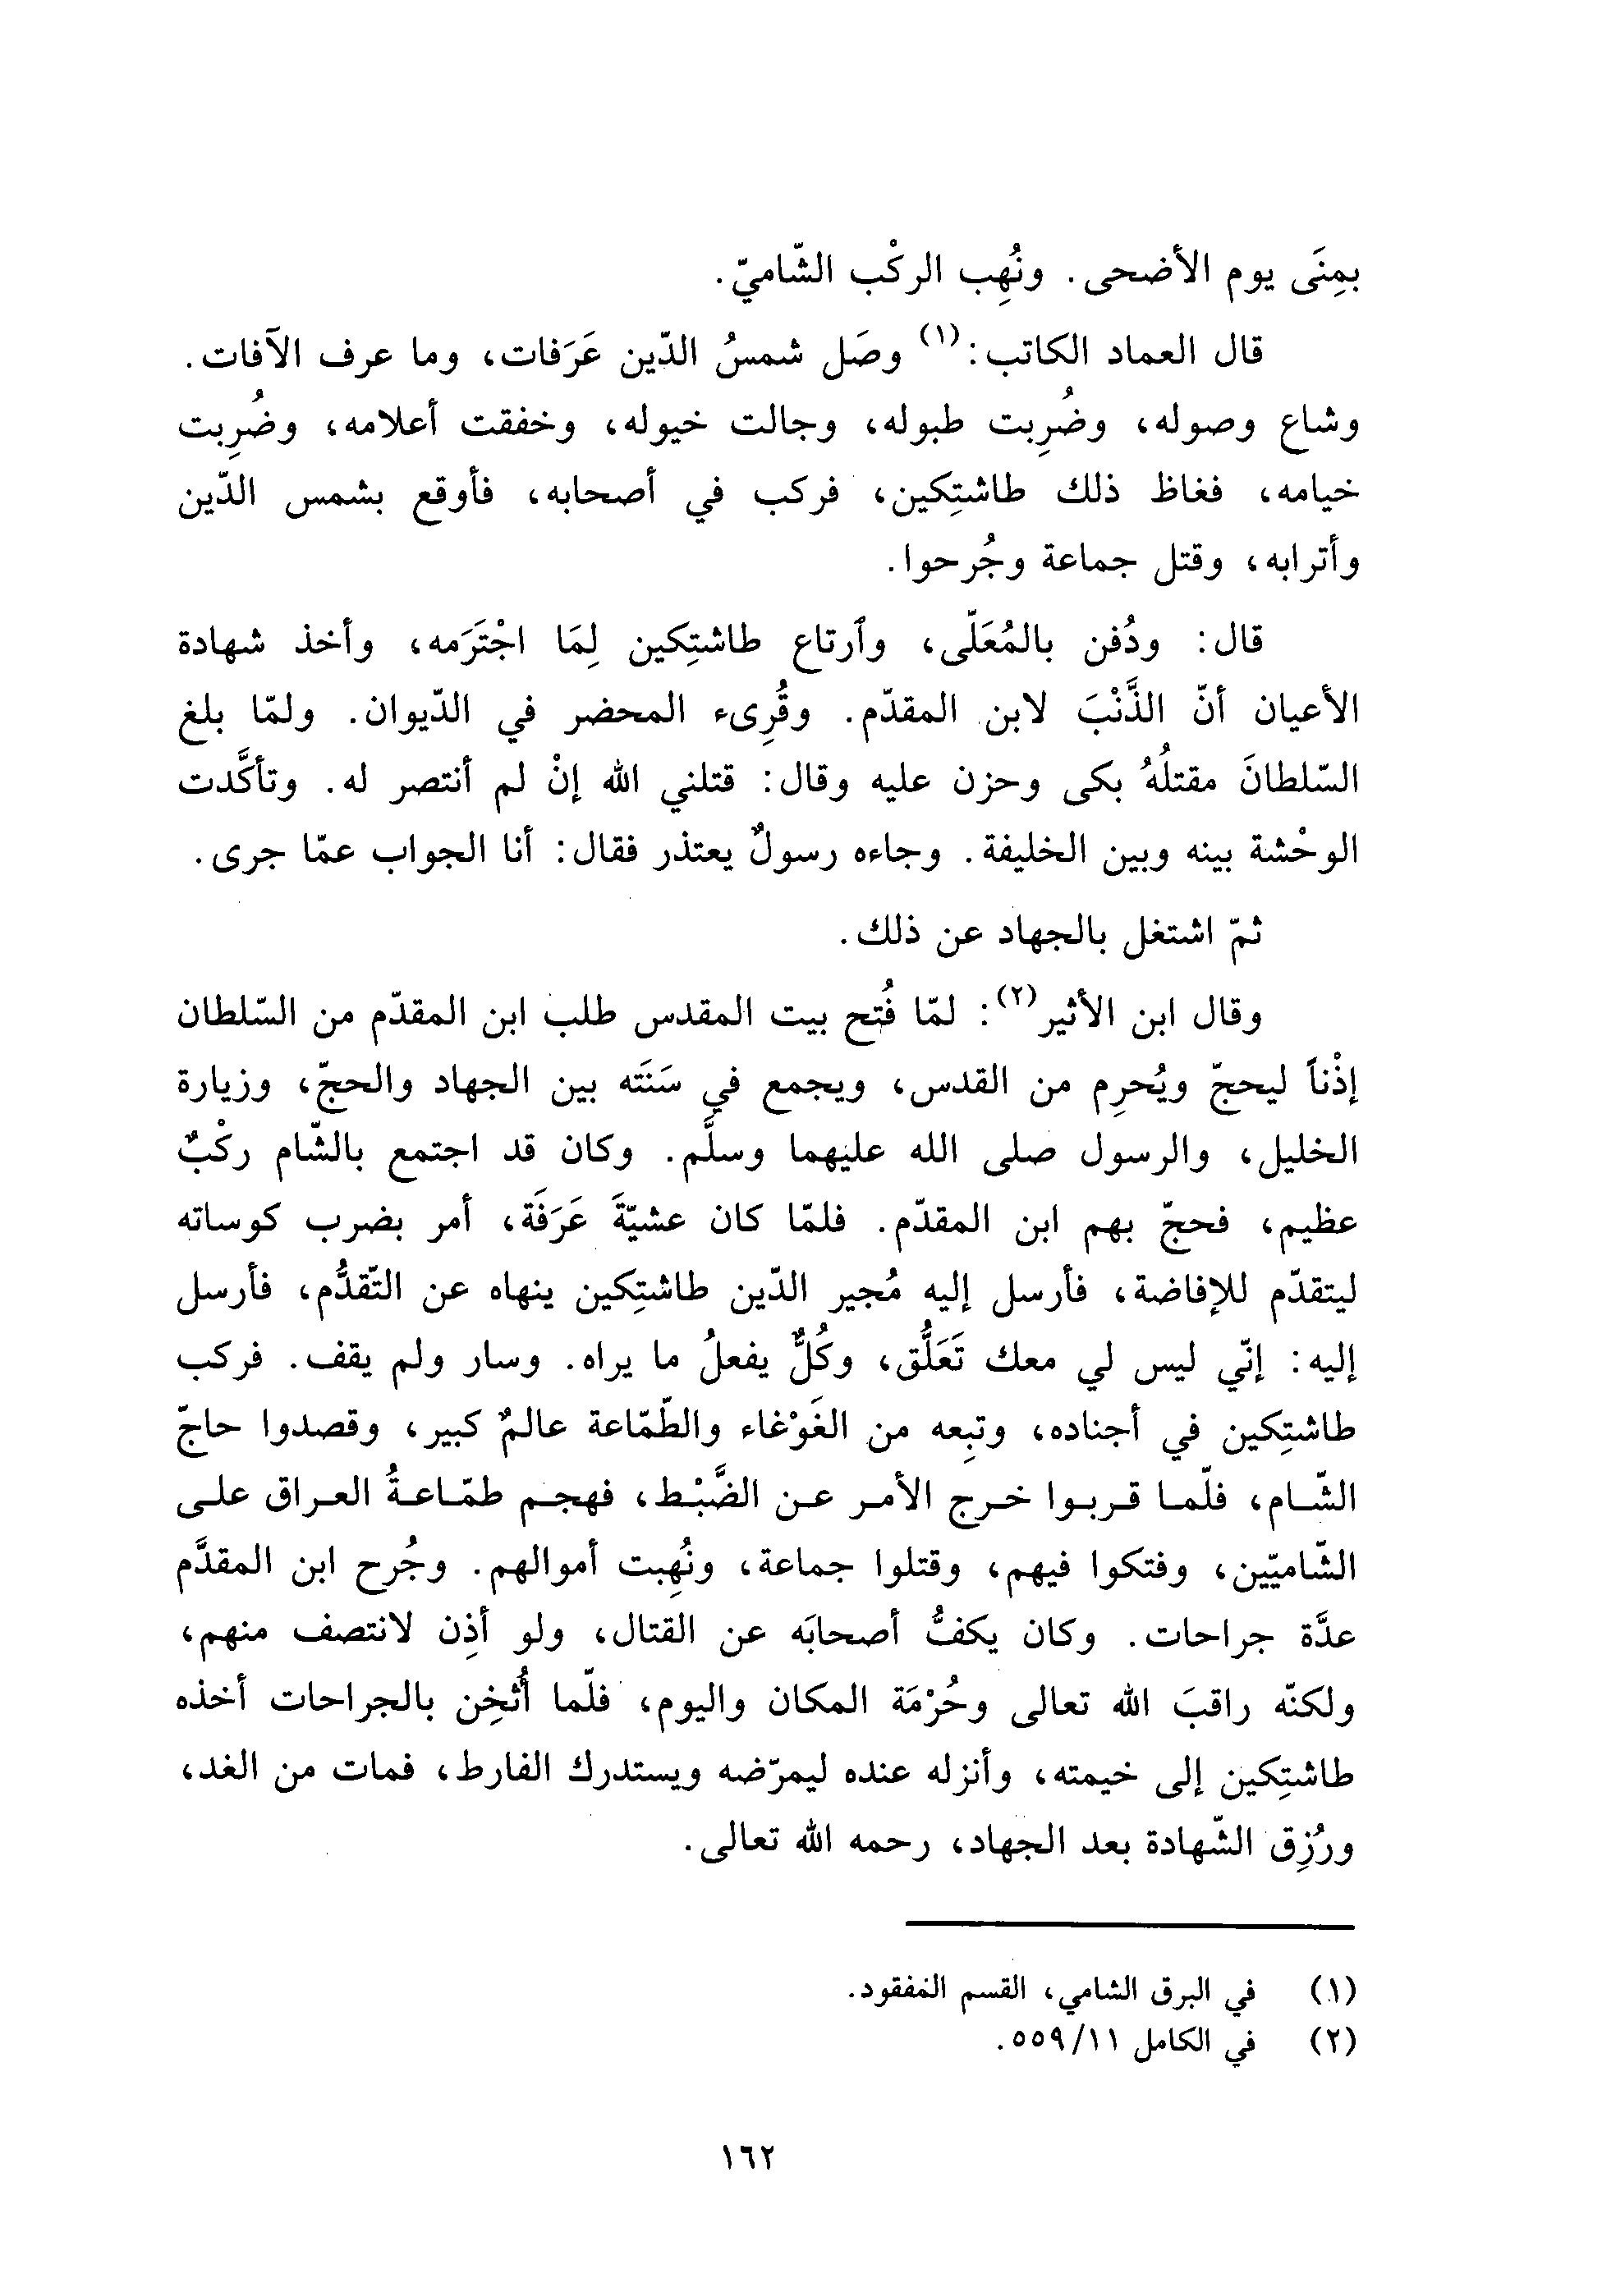 بمِنَى يوم الأضحى. ونُهِب الركْب الشّاميّ.
قال العماد الكاتب:(١) وصَل شمسُ الدّين عَرَفات، وما عرف الآفات.
وشاع وصوله، وضُرِبت طبوله، وجالت خيوله، وخفقت أعلامه، وضُرِبت
خيامه، فغاظ ذلك طاشتِكين، فركب في أصحابه، فأوقع بشمس الدّين
وأترابه، وقتل جماعة وجُرحوا.
قال: ودُفن بالمُعَلّى، وٱرتاع طاشتِكين لِمَا اجْتَرَمه، وأخذ شهادة
الأعيان أنّ الذَّنْبَ لابن المقدّم. وقُرِىء المحضر في الدّيوان. ولمّا بلغ
السّلطانَ مقتلُهُ بكى وحزن عليه وقال: قتلني الله إنْ لم أنتصر له. وتأكَّدت
الوحْشة بينه وبين الخليفة. وجاءه رسولٌ يعتذر فقال: أنا الجواب عمّا جرى.
ثمّ اشتغل بالجهاد عن ذلك.
وقال ابن الأثير(٢): لمّا فُتح بيت المقدس طلب ابن المقدّم من السّلطان
إذْناً ليحجّ ويُحرِم من القدس، ويجمع في سَنَته بين الجهاد والحجّ، وزيارة
الخليل، والرسول صلى الله عليهما وسلَّم. وكان قد اجتمع بالشّام ركْبٌ
عظيم، فحجّ بهم ابن المقدّم. فلمّا كان عشيّةَ عَرَفَة، أمر بضرب كوساته
ليتقدّم للإفاضة، فأرسل إليه مُجير الدّين طاشتِكين ينهاه عن التّقدُّم، فأرسل
إليه: إنّي ليس لي معك تَعَلُّق، وكُلٌّ يفعلُ ما يراه. وسار ولم يقف. فركب
طاشتِكين في أجناده، وتبِعه من الغَوْغاء والطّمّاعة عالمٌ كبير، وقصدوا حاجّ
الشّام، فلّما قربوا خرج الأمر عن الضَّبْط، فهجم طمّاعةُ العراق على
الشّاميّين، وفتكوا فيهم، وقتلوا جماعة، ونُهِبت أموالهم. وجُرح ابن المقدَّم
عدَّة جراحات. وكان يكفُّ أصحابَه عن القتال، ولو أذِن لانتصف منهم،
ولكنّه راقبَ الله تعالى وحُرْمَة المكان واليوم، فلّما أُثخِن بالجراحات أخذه
طاشتِكين إلى خيمته، وأنزله عنده ليمرّضه ويستدرك الفارط، فمات من الغد،
ورُزِق الشّهادة بعد الجهاد، رحمه الله تعالى.
(١) في البرق الشامي، القسم المفقود.
(٢) في الكامل ٥٥٩/١١.
١٦٢